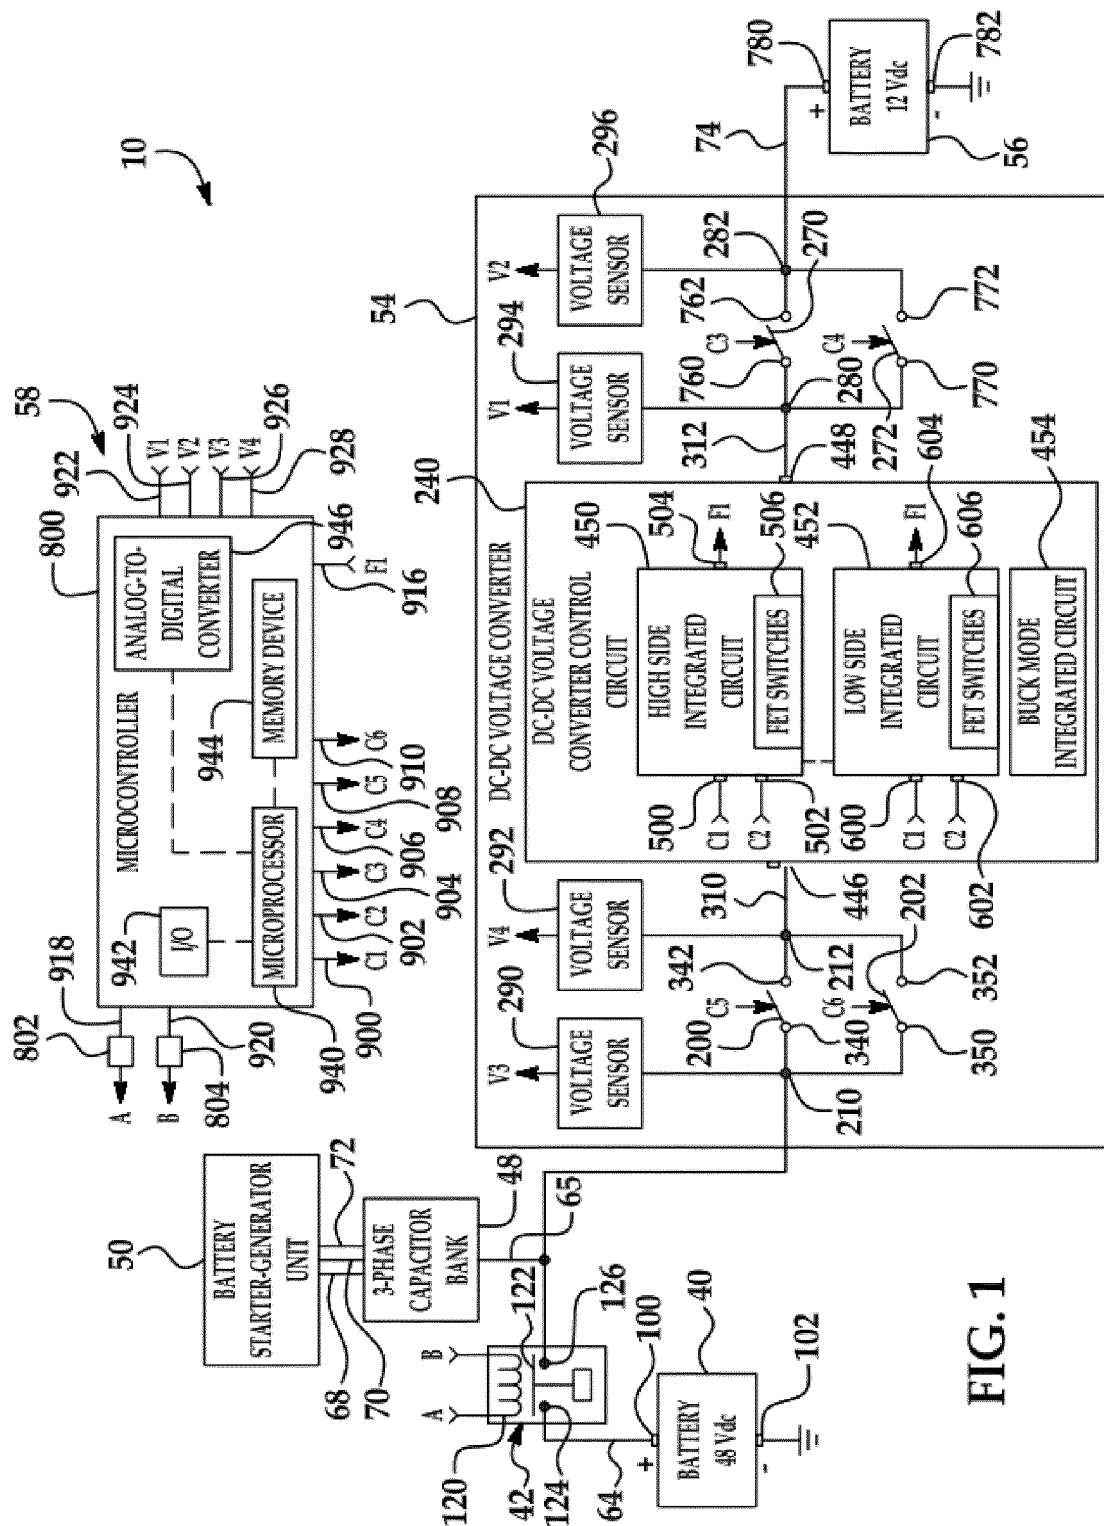 10
50
BATTERY
STARTER-GENERATOR
UNIT
68
70
72
3-PHASE
CAPACITOR
BANK
48
65
A
B
120
42
122
124
126
64
100
+
BATTERY
48 Vdc
-
40
102
802
918
A
B
804
920
800
58
MICROCONTROLLER
942
I/O
MICROPROCESSOR
940
944
MEMORY DEVICE
ANALOG-TO-
DIGITAL
CONVERTER
946
922
924
V1
V2
V3
V4
926
928
F1
916
C1
C2
C3
C4
C5
C6
900
902
904
906
908
910
54
DC-DC VOLTAGE CONVERTER
240
290
V3
VOLTAGE
SENSOR
292
V4
VOLTAGE
SENSOR
294
V1
VOLTAGE
SENSOR
296
V2
VOLTAGE
SENSOR
210
200
C5
340
342
212
310
C6
202
350
352
446
DC-DC VOLTAGE
CONVERTER CONTROL
CIRCUIT
450
HIGH SIDE
INTEGRATED
CIRCUIT
FET SWITCHES
500
C1
C2
502
504
F1
506
452
LOW SIDE
INTEGRATED
CIRCUIT
FET SWITCHES
600
C1
C2
602
604
F1
606
BUCK MODE
INTEGRATED CIRCUIT
454
448
312
280
760
C3
762
270
282
C4
272
770
772
74
780
+
BATTERY
12 Vdc
-
782
56
FIG. 1